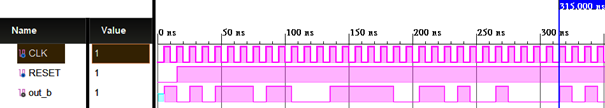 315.000 ns
Name Value
0 ns 50 ns 100 ns 150 ns 200 ns 250 ns 300 ns
CLK 1
RESET 1
out_b 1